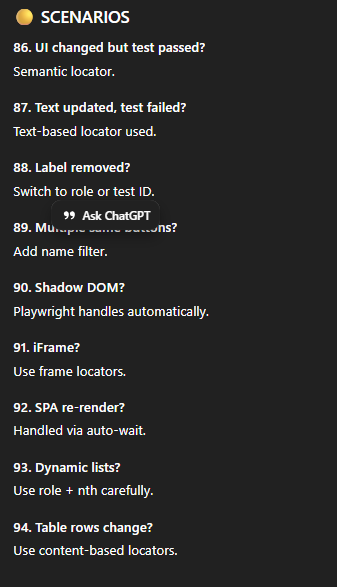 SCENARIOS
86. UI changed but test passed?
Semantic locator.
87. Text updated, test failed?
Text-based locator used.
88. Label removed?
Switch to role or test ID.
Ask ChatGPT
89. Multiple same buttons?
Add name filter.
90. Shadow DOM?
Playwright handles automatically.
91. iFrame?
Use frame locators.
92. SPA re-render?
Handled via auto-wait.
93. Dynamic lists?
Use role + nth carefully.
94. Table rows change?
Use content-based locators.